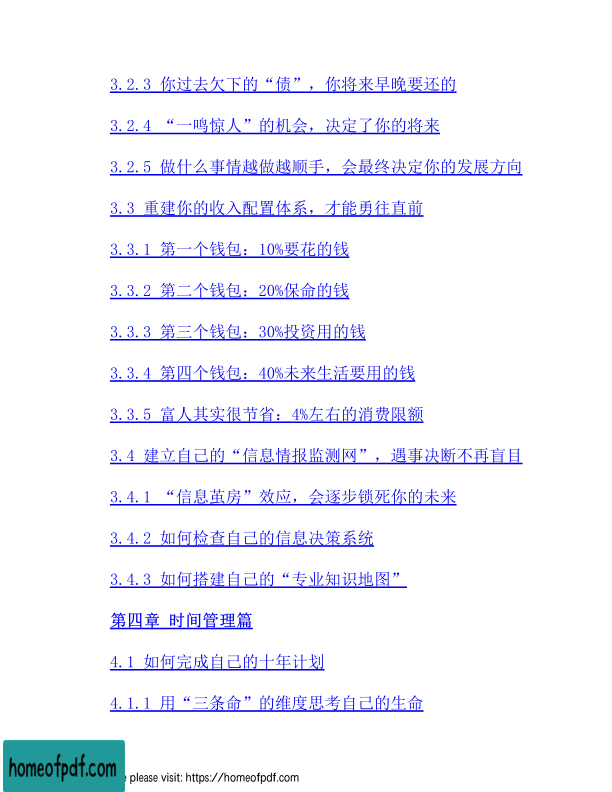 3.2.3 你过去欠下的“债”，你将来早晚要还的
3.2.4 “一鸣惊人”的机会，决定了你的将来
3.2.5 做什么事情越做越顺手，会最终决定你的发展方向
3.3 重建你的收入配置体系，才能勇往直前
3.3.1 第一个钱包：10%要花的钱
3.3.2 第二个钱包：20%保命的钱
3.3.3 第三个钱包：30%投资用的钱
3.3.4 第四个钱包：40%未来生活要用的钱
3.3.5 富人其实很节省：4%左右的消费限额
3.4 建立自己的“信息情报监测网”，遇事决断不再盲目
3.4.1 “信息茧房”效应，会逐步锁死你的未来
3.4.2 如何检查自己的信息决策系统
3.4.3 如何搭建自己的“专业知识地图”
第四章 时间管理篇
4.1 如何完成自己的十年计划
4.1.1 用“三条命”的维度思考自己的生命
homeofpdf.com
e please visit: https://homeofpdf.com